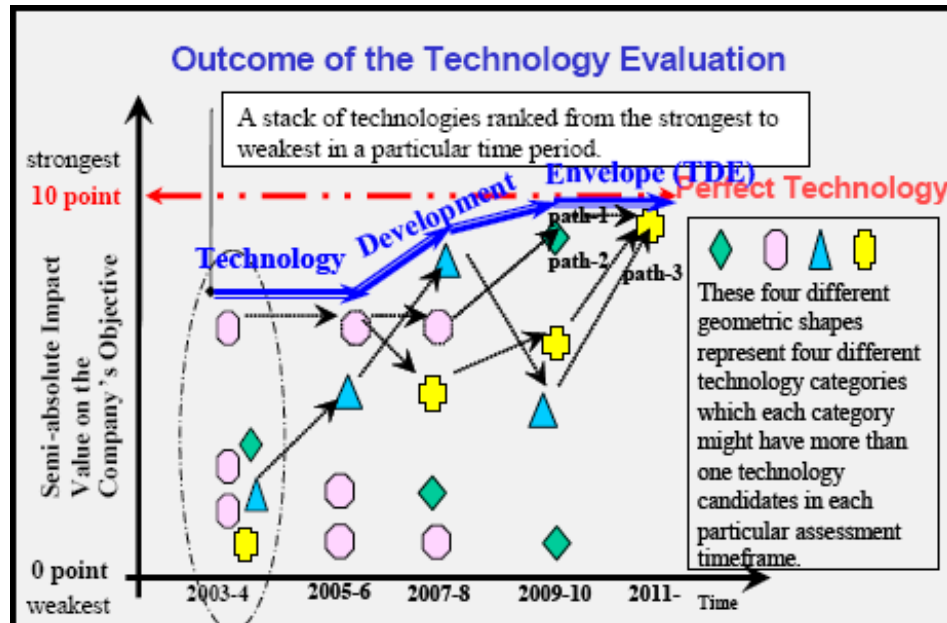 Outcome of the Technology Evaluation
A stack of technologies ranked from the strongest to
weakest in a particular time period.
strongest
10 point
Envelope (TDE)
Perfect Technology
Development
Technology
path-1
path-2
path-3
These four different
geometric shapes
represent four different
technology categories
which each category
might have more than
one technology
candidates in each
particular assessment
timeframe.
Semi-absolute Impact
Value on the
Company's Objective
0 point
weakest
2003-4
2005-6
2007-8
2009-10
2011-
Time